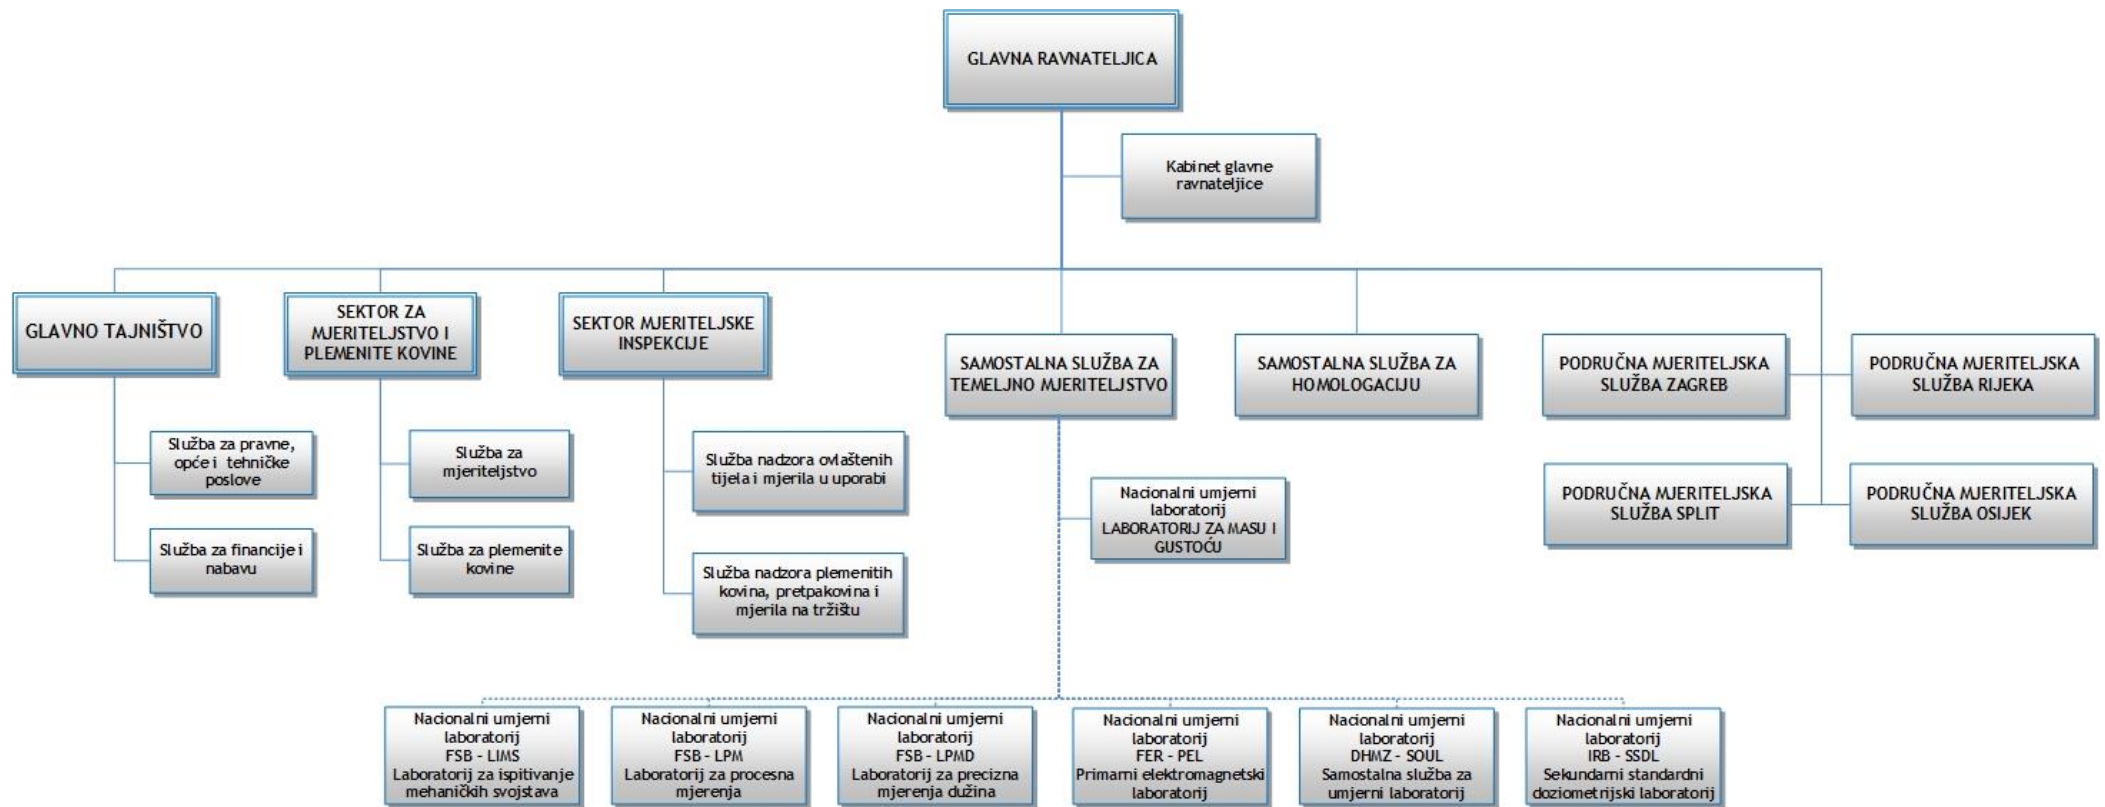 GLAVNA RAVNATELJICA
Kabinet glavne
ravnateljice
GLAVNO TAJNIŠTVO
SEKTOR ZA
MJERITELJSTVO I
PLEMENITE KOVINE
SEKTOR MJERITELJSKE
INSPEKCIJE
SAMOSTALNA SLUŽBA ZA
TEMELJNO MJERITELJSTVO
SAMOSTALNA SLUŽBA ZA
HOMOLOGACIJU
PODRUČNA MJERITELJSKA
SLUŽBA ZAGREB
PODRUČNA MJERITELJSKA
SLUŽBA RIJEKA
Služba za pravne,
opće i tehničke
poslove
Služba za
mjeriteljstvo
Služba nadzora ovlaštenih
tijela i mjerila u uporabi
Nacionalni umjerni
laboratorij
LABORATORIJ ZA MASU I
GUSTOĆU
PODRUČNA MJERITELJSKA
SLUŽBA SPLIT
PODRUČNA MJERITELJSKA
SLUŽBA OSIJEK
Služba za financije i
nabavu
Služba za plemenite
kovine
Služba nadzora plemenitih
kovina, pretpakovina i
mjerila na tržištu
Nacionalni umjerni
laboratorij
FSB - LIMS
Laboratorij za ispitivanje
mehaničkih svojstava
Nacionalni umjerni
laboratorij
FSB - LPM
Laboratorij za procesna
mjerenja
Nacionalni umjerni
laboratorij
FSB - LPMD
Laboratorij za precizna
mjerenja dužina
Nacionalni umjerni
laboratorij
FER - PEL
Primarni elektromagnetski
laboratorij
Nacionalni umjerni
laboratorij
DHMZ - SOUL
Samostalna služba za
umjerni laboratorij
Nacionalni umjerni
laboratorij
IRB - SSDL
Sekundarni standardni
doziometrijski laboratorij